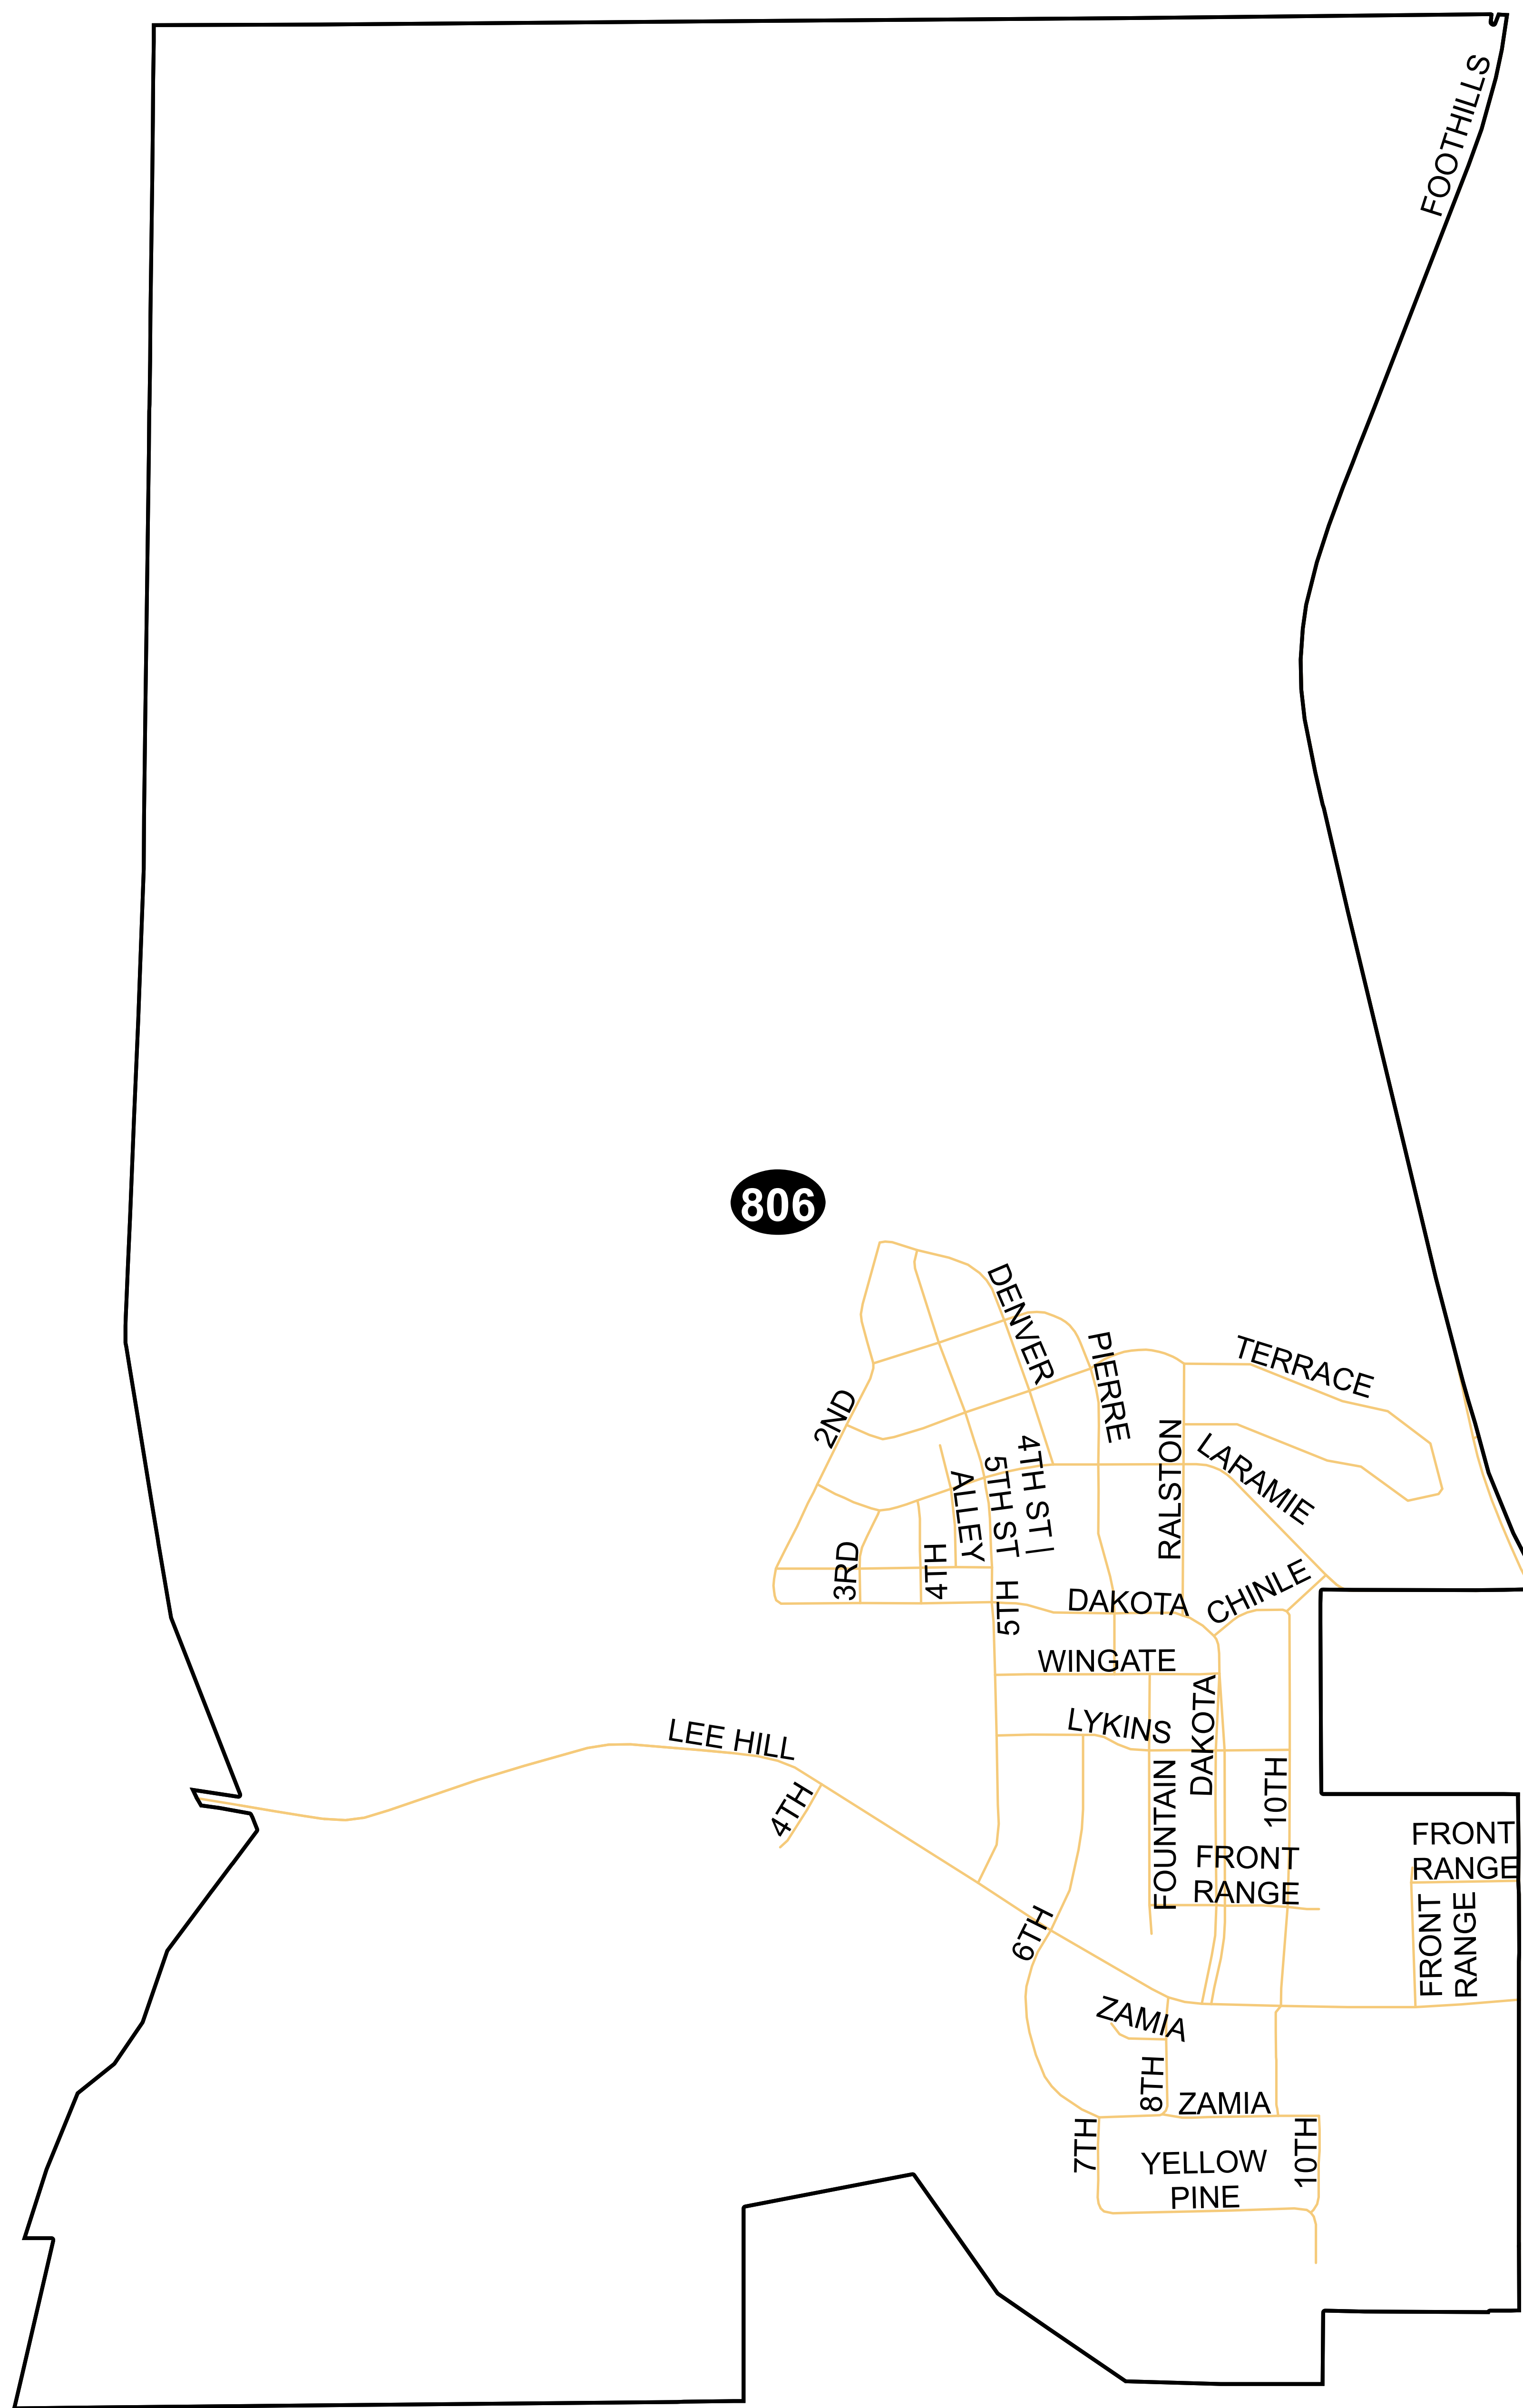 FOOTHILLS
806
DENVER
PIERRE
TERRACE
2ND
RALSTON
LARAMIE
4TH ST |
5TH ST
ALLEY
3RD
4TH
5TH
DAKOTA
CHINLE
WINGATE
LYKINS
DAKOTA
LEE HILL
4TH
FOUNTAIN
10TH
FRONT
RANGE
FRONT
RANGE
FRONT
RANGE
6TH
ZAMIA
8TH
ZAMIA
7TH
10TH
YELLOW
PINE